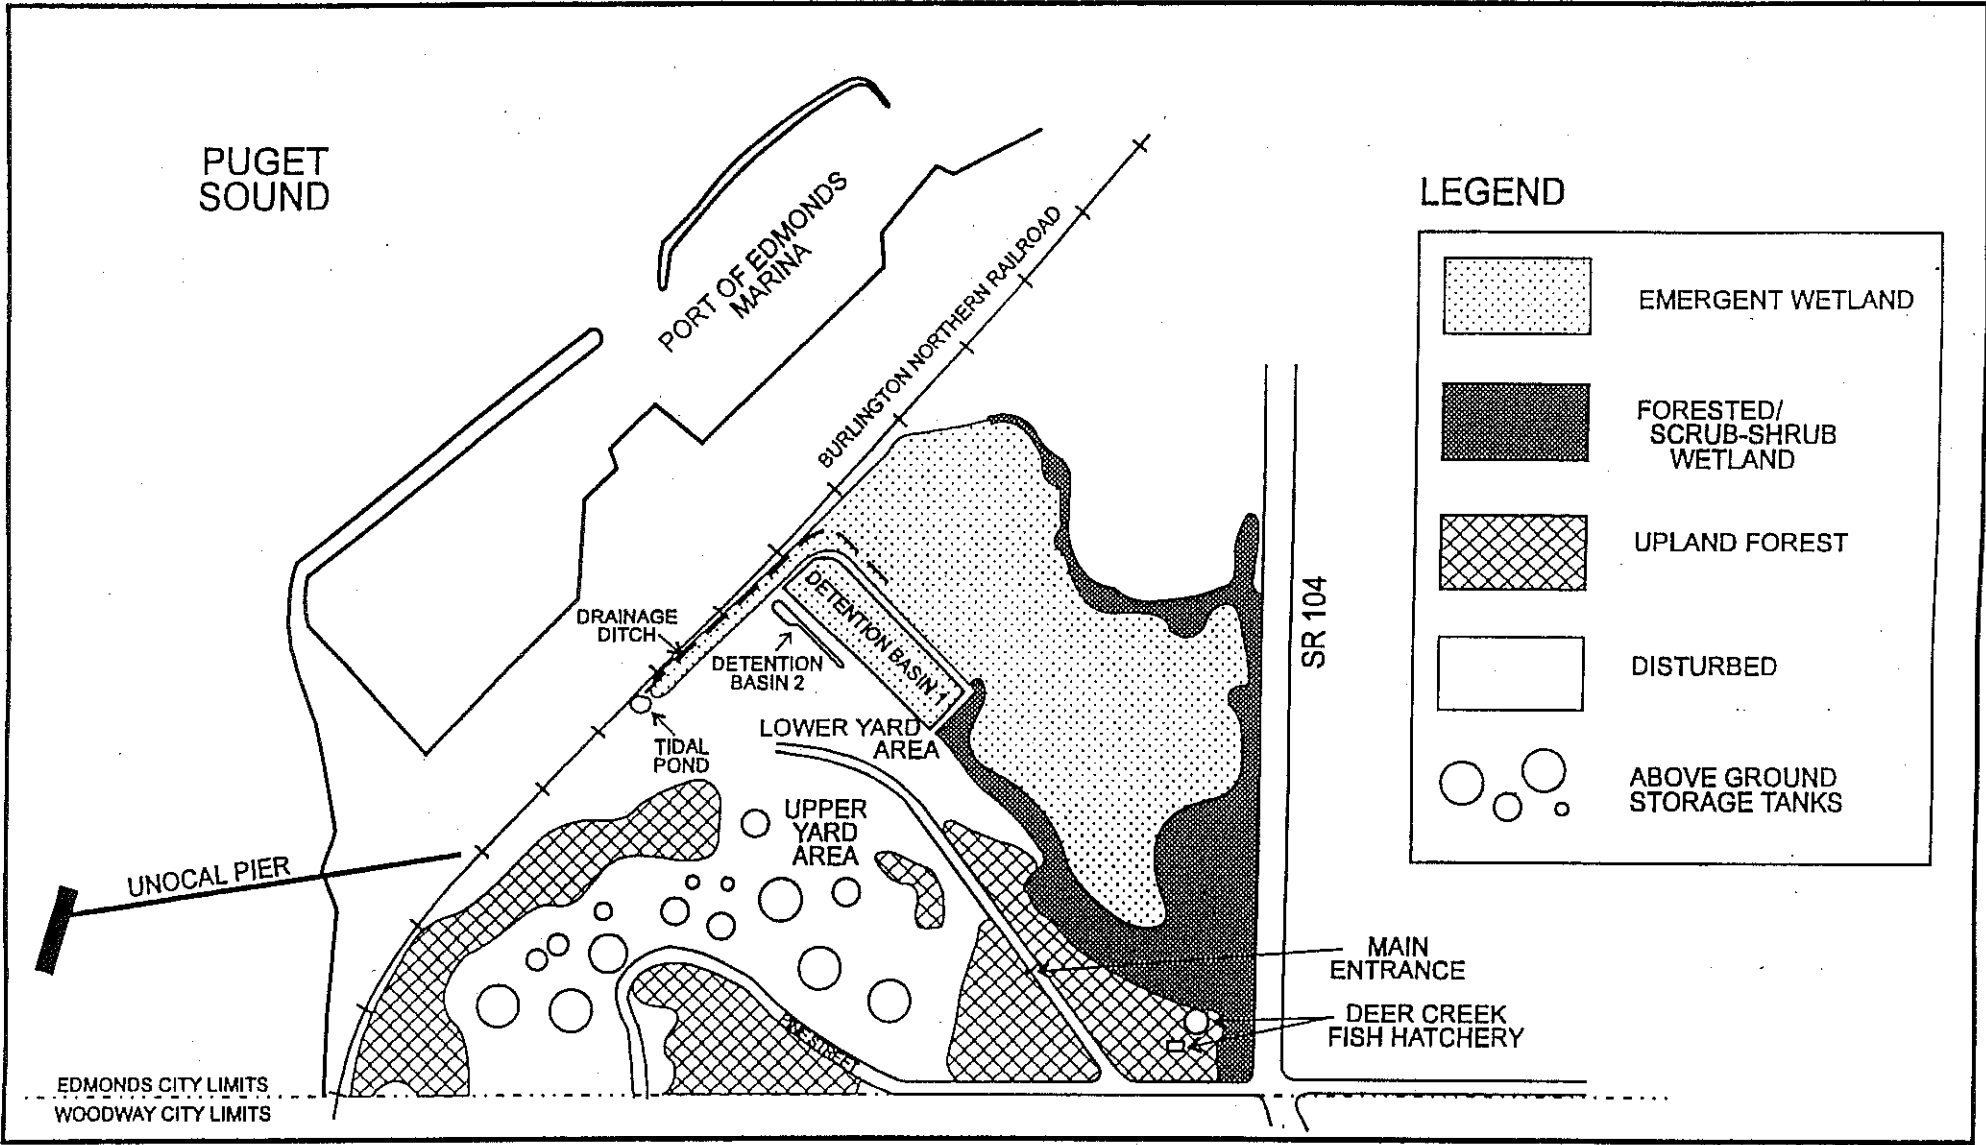 PUGET
SOUND
PORT OF EDMONDS
MARINA
BURLINGTON NORTHERN RAILROAD
LEGEND
EMERGENT WETLAND
FORESTED/
SCRUB-SHRUB
WETLAND
UPLAND FOREST
DISTURBED
ABOVE GROUND
STORAGE TANKS
SR 104
DRAINAGE
DITCH
DETENTION
BASIN 2
DETENTION BASIN 1
TIDAL
POND
LOWER YARD
AREA
UPPER
YARD
AREA
UNOCAL PIER
MAIN
ENTRANCE
DEER CREEK
FISH HATCHERY
PINE STREET
EDMONDS CITY LIMITS
WOODWAY CITY LIMITS